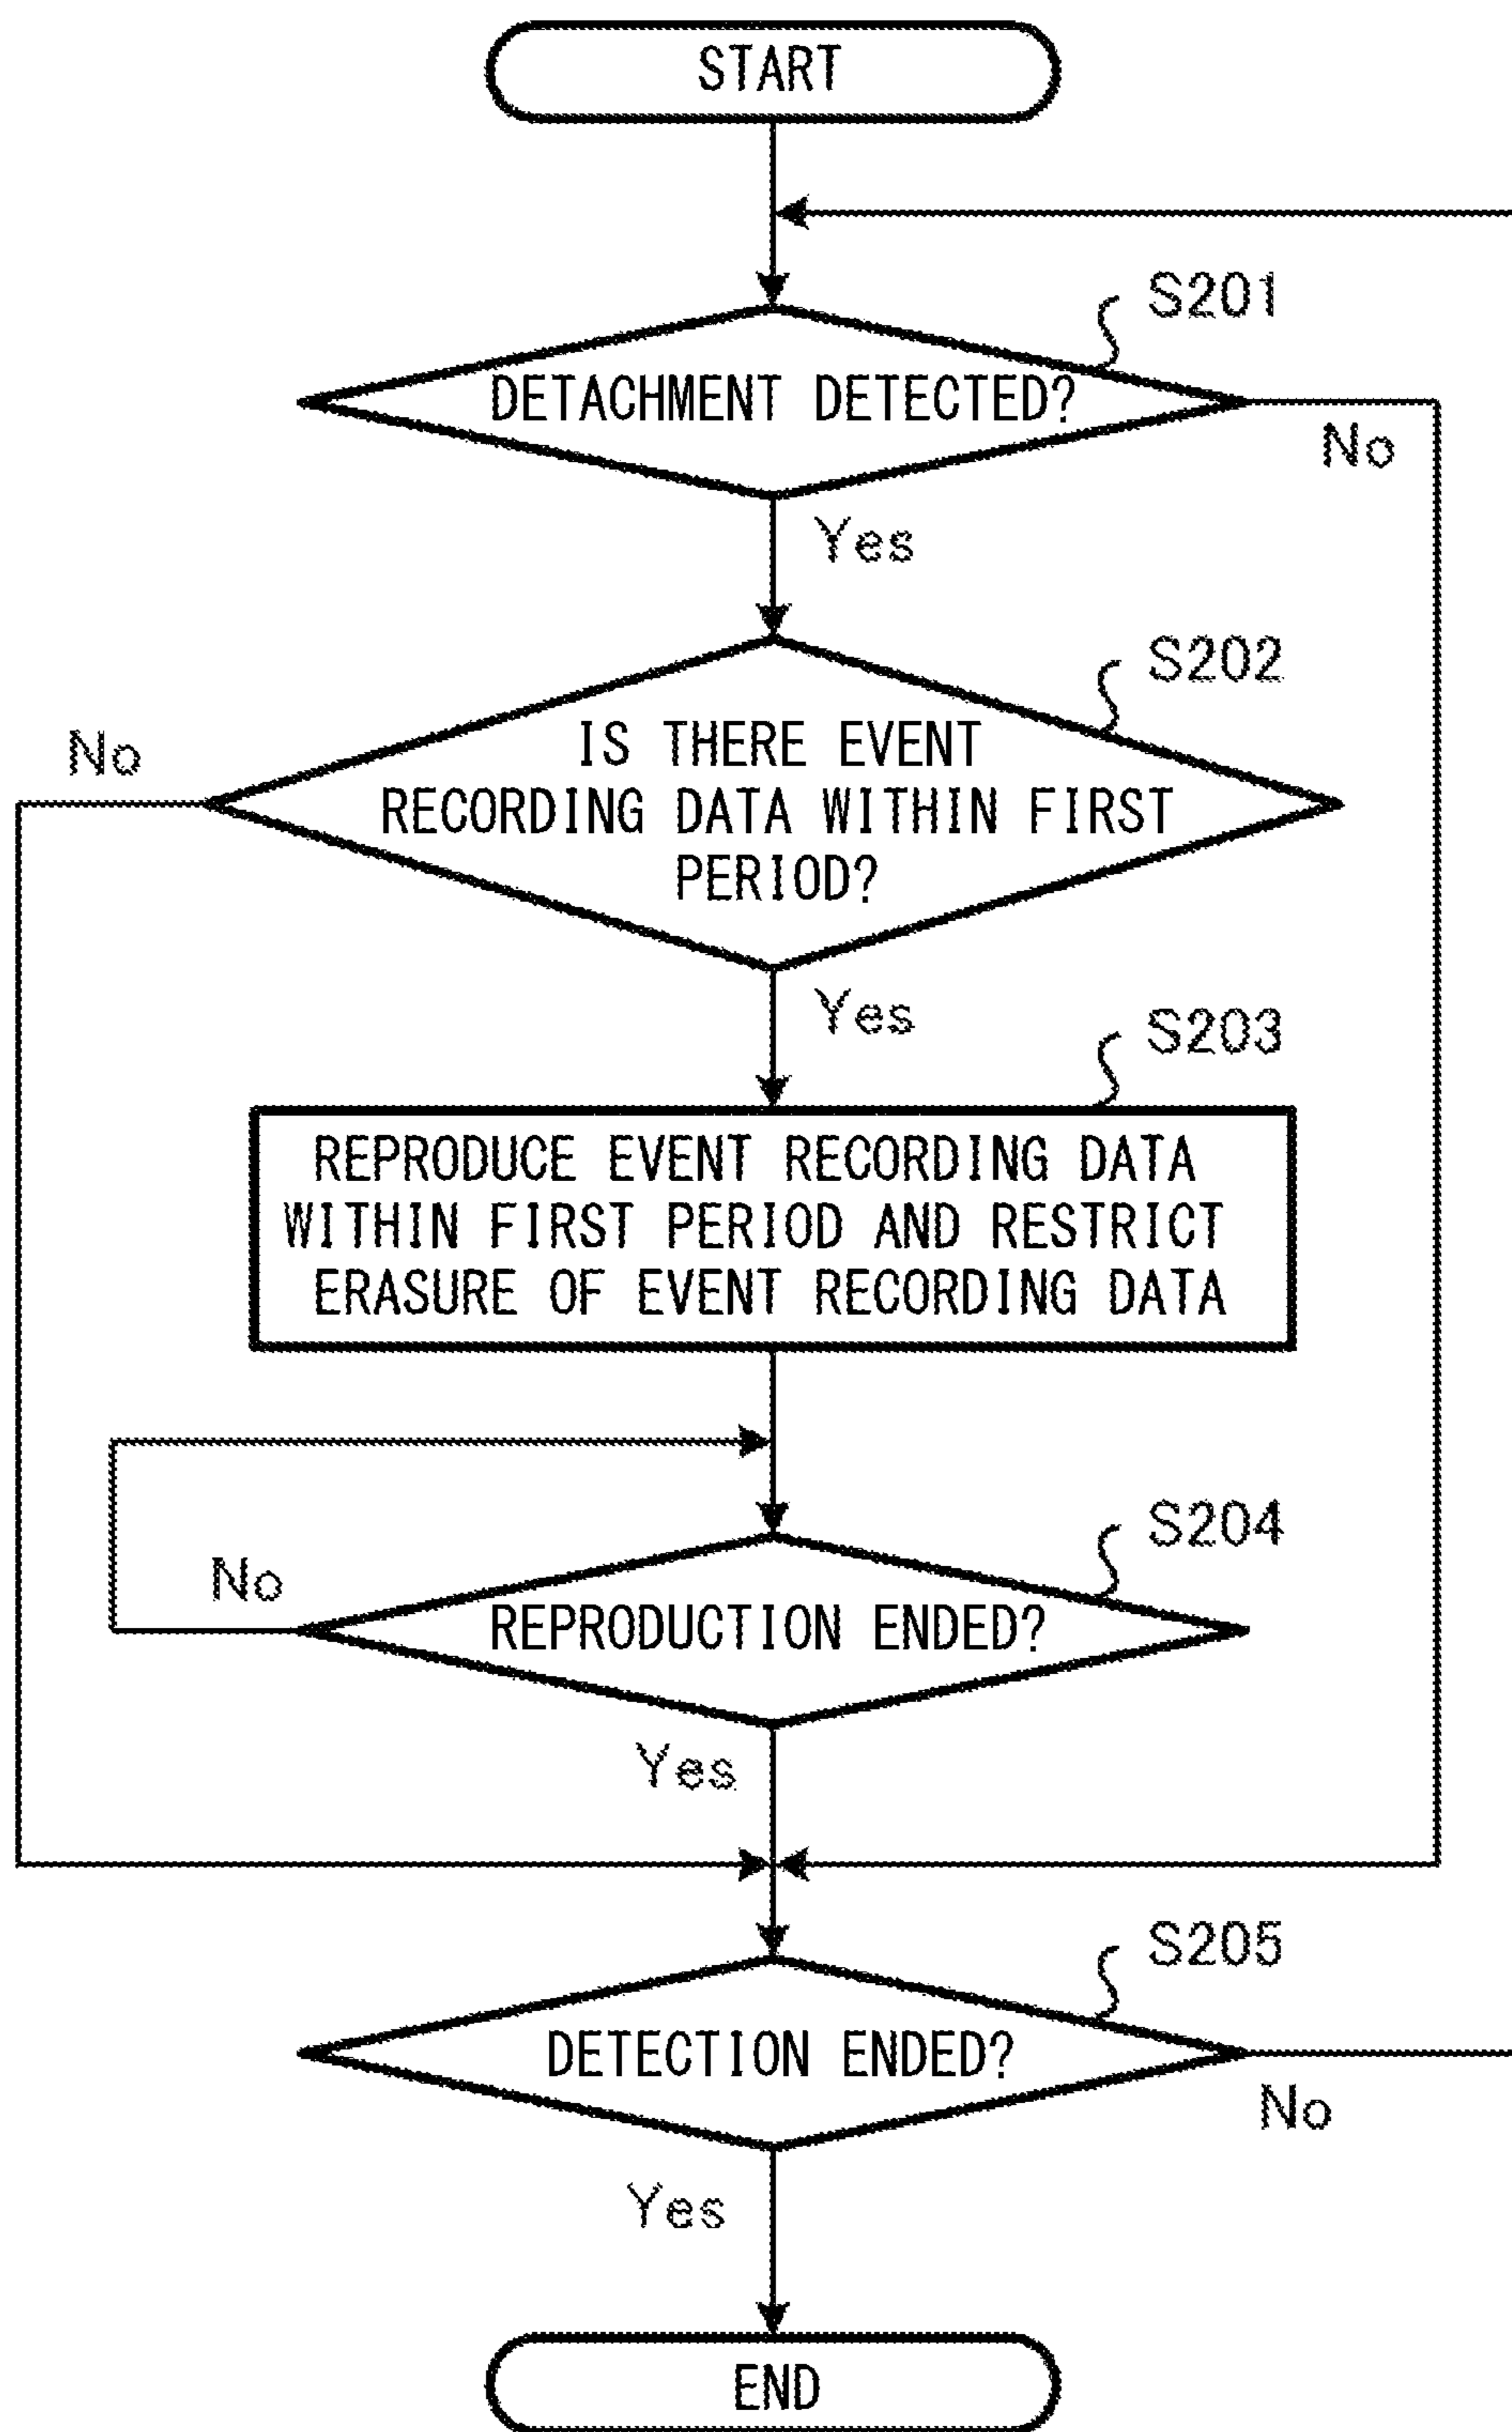 START
S201
DETACHMENT DETECTED?
No
Yes
S202
No
IS THERE EVENT
RECORDING DATA WITHIN FIRST
PERIOD?
Yes
S203
REPRODUCE EVENT RECORDING DATA
WITHIN FIRST PERIOD AND RESTRICT
ERASURE OF EVENT RECORDING DATA
S204
No
REPRODUCTION ENDED?
Yes
S205
DETECTION ENDED?
No
Yes
END